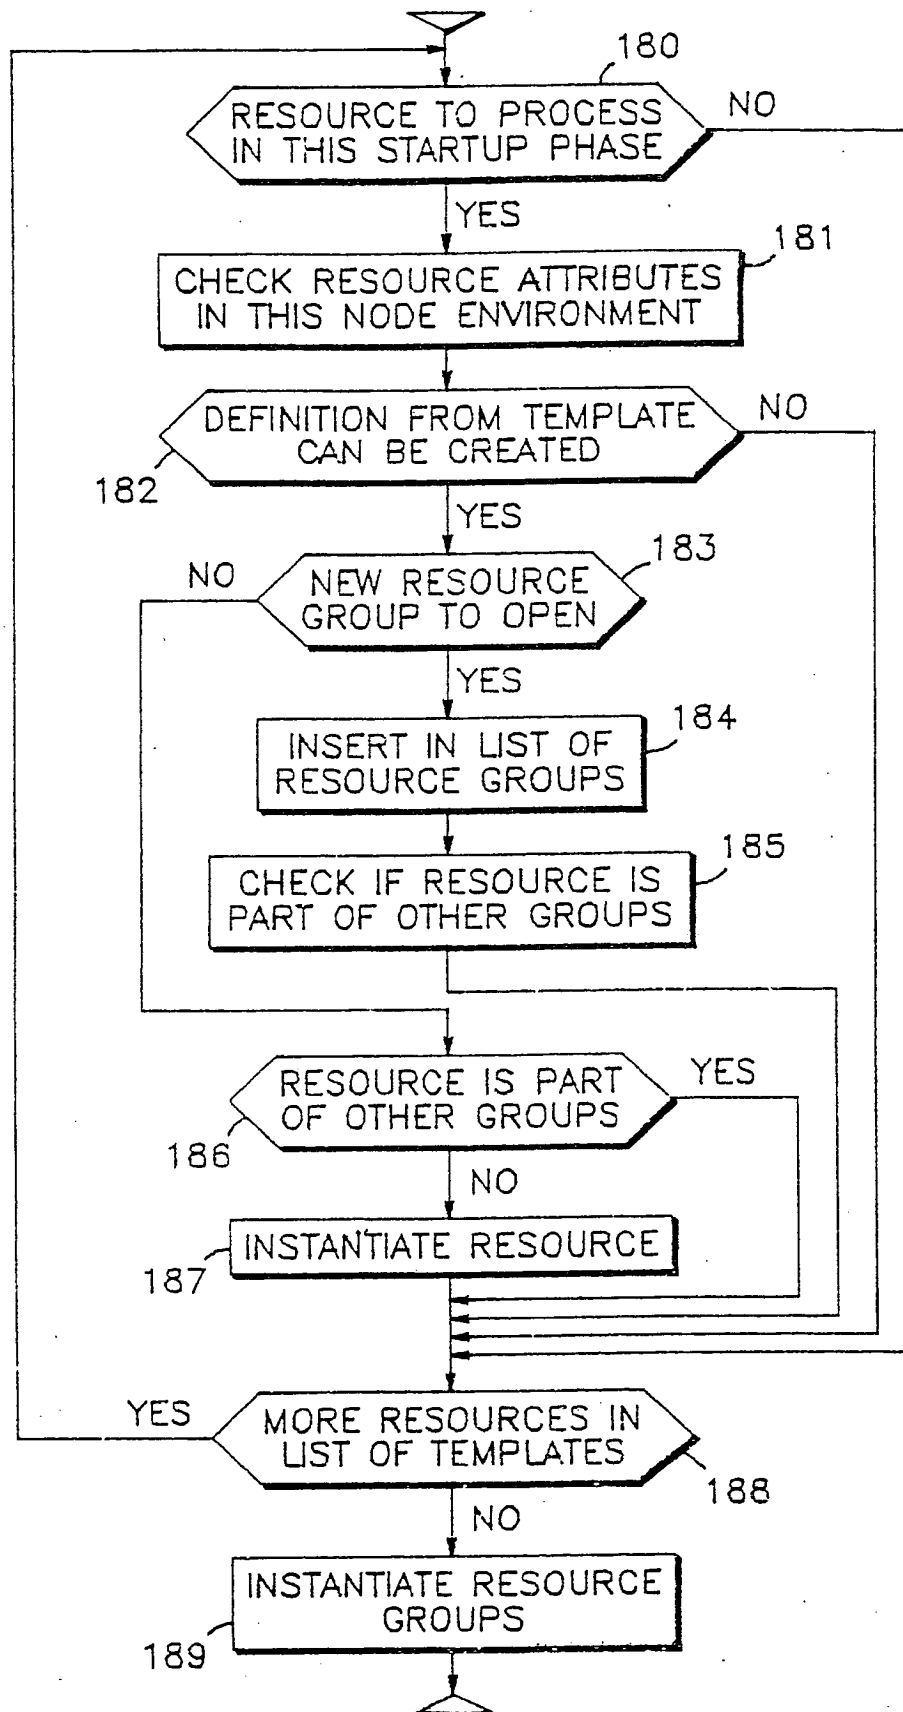 180
RESOURCE TO PROCESS
IN THIS STARTUP PHASE
NO
YES
181
CHECK RESOURCE ATTRIBUTES
IN THIS NODE ENVIRONMENT
DEFINITION FROM TEMPLATE
CAN BE CREATED
NO
182
YES
183
NO
NEW RESOURCE
GROUP TO OPEN
YES
184
INSERT IN LIST OF
RESOURCE GROUPS
185
CHECK IF RESOURCE IS
PART OF OTHER GROUPS
RESOURCE IS PART
OF OTHER GROUPS
YES
186
NO
INSTANTIATE RESOURCE
187
YES
MORE RESOURCES IN
LIST OF TEMPLATES
188
NO
INSTANTIATE RESOURCE
GROUPS
189